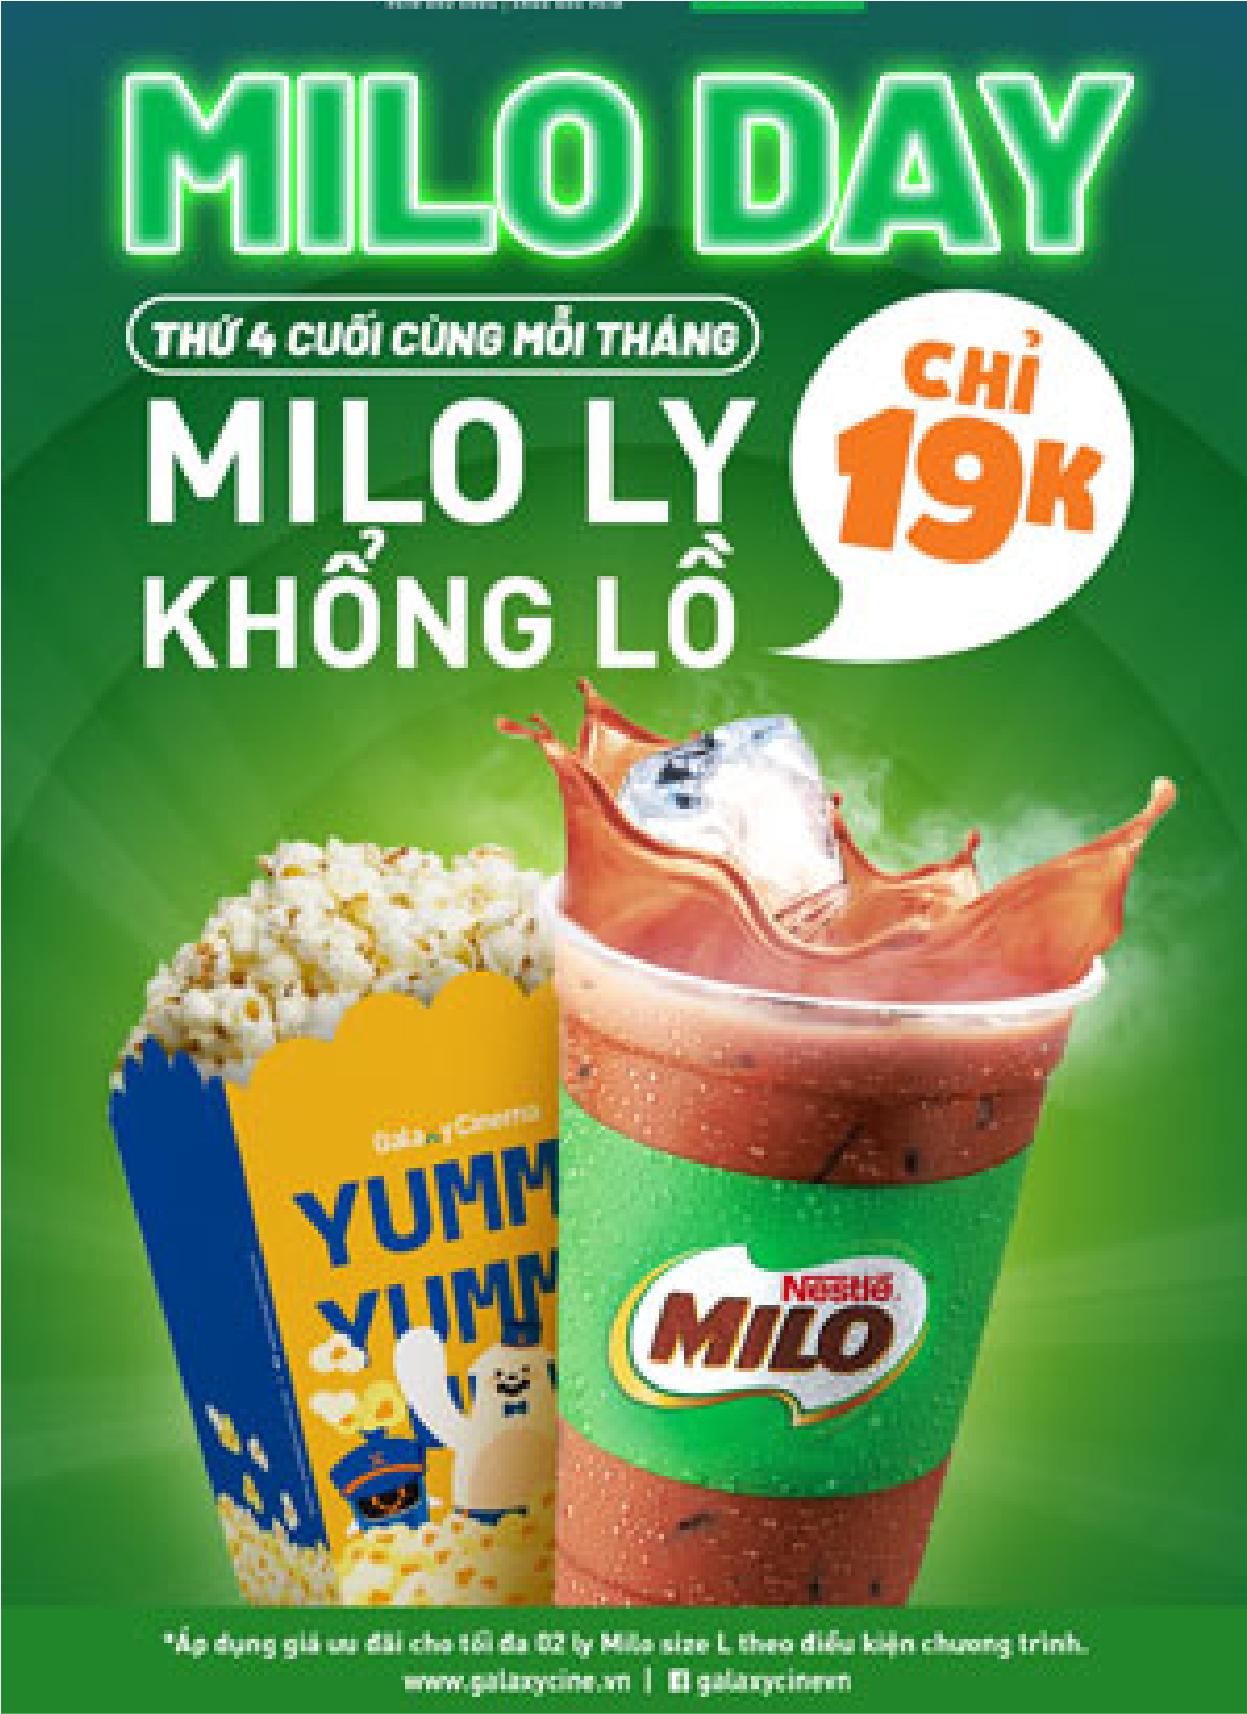 MILO DAY
THỨ 4 CUỐI CÙNG MỖI THÁNG
MILO LY
KHỔNG LỒ
CHỈ
19K
GalaxyCinema
YUMM
YUMM
Nestlé
MILO
*Áp dụng giá ưu đãi cho tối đa 02 ly Milo size L theo điều kiện chương trình.
www.galaxycine.vn | galaxycinevn